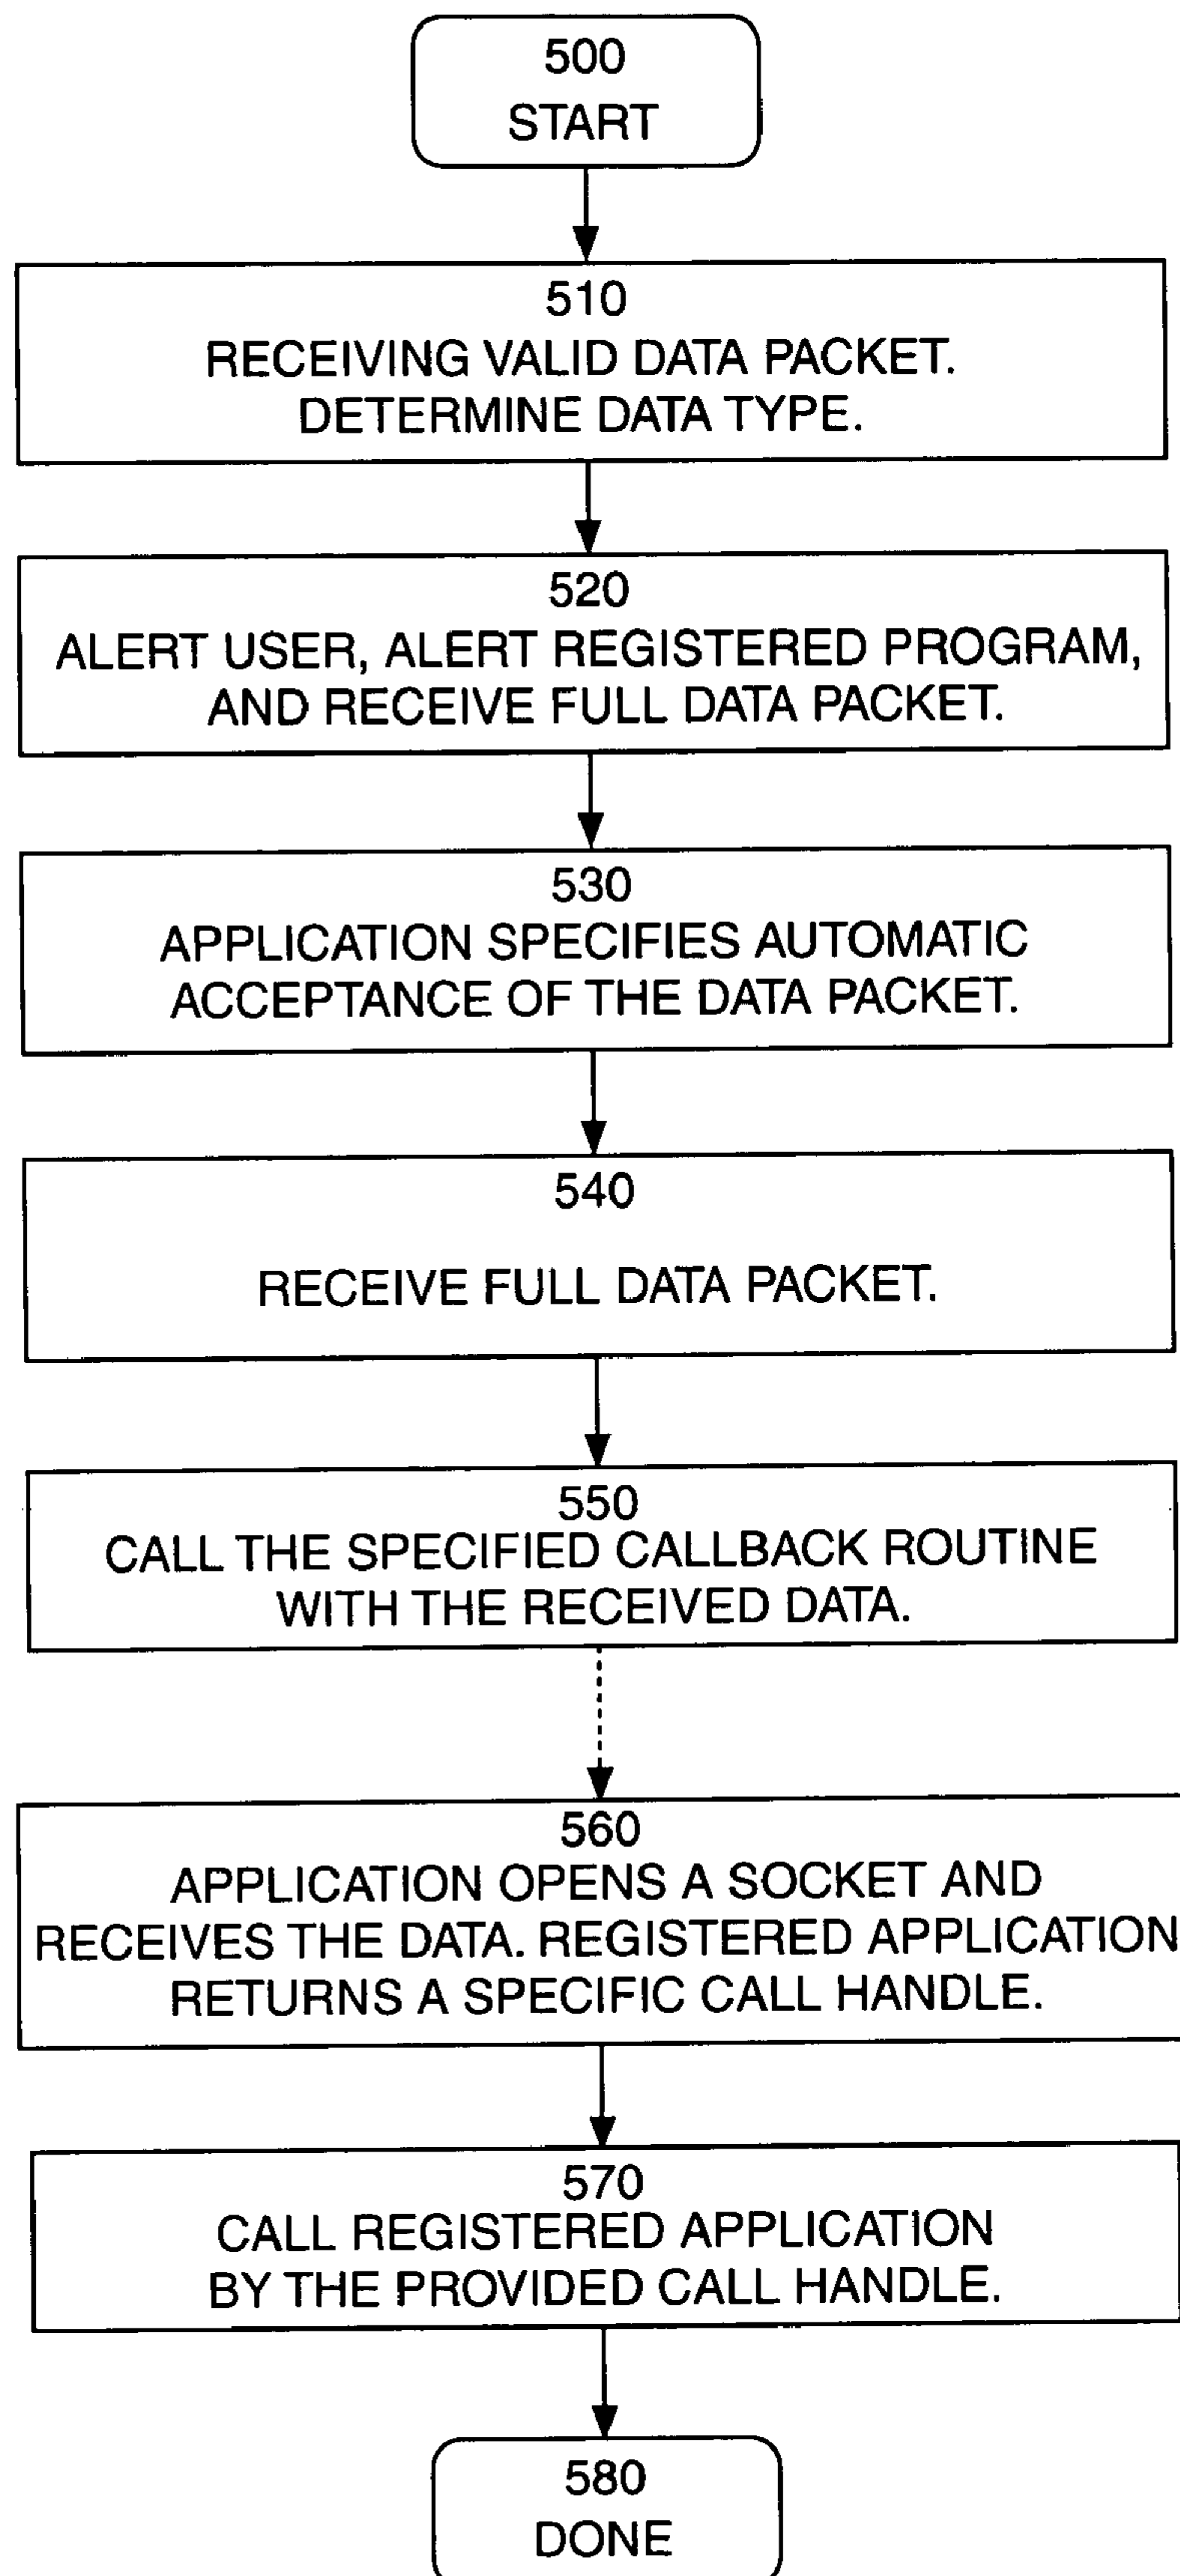 500
START
510
RECEIVING VALID DATA PACKET.
DETERMINE DATA TYPE.
520
ALERT USER, ALERT REGISTERED PROGRAM,
AND RECEIVE FULL DATA PACKET.
530
APPLICATION SPECIFIES AUTOMATIC
ACCEPTANCE OF THE DATA PACKET.
540
RECEIVE FULL DATA PACKET.
550
CALL THE SPECIFIED CALLBACK ROUTINE
WITH THE RECEIVED DATA.
560
APPLICATION OPENS A SOCKET AND
RECEIVES THE DATA. REGISTERED APPLICATION
RETURNS A SPECIFIC CALL HANDLE.
570
CALL REGISTERED APPLICATION
BY THE PROVIDED CALL HANDLE.
580
DONE